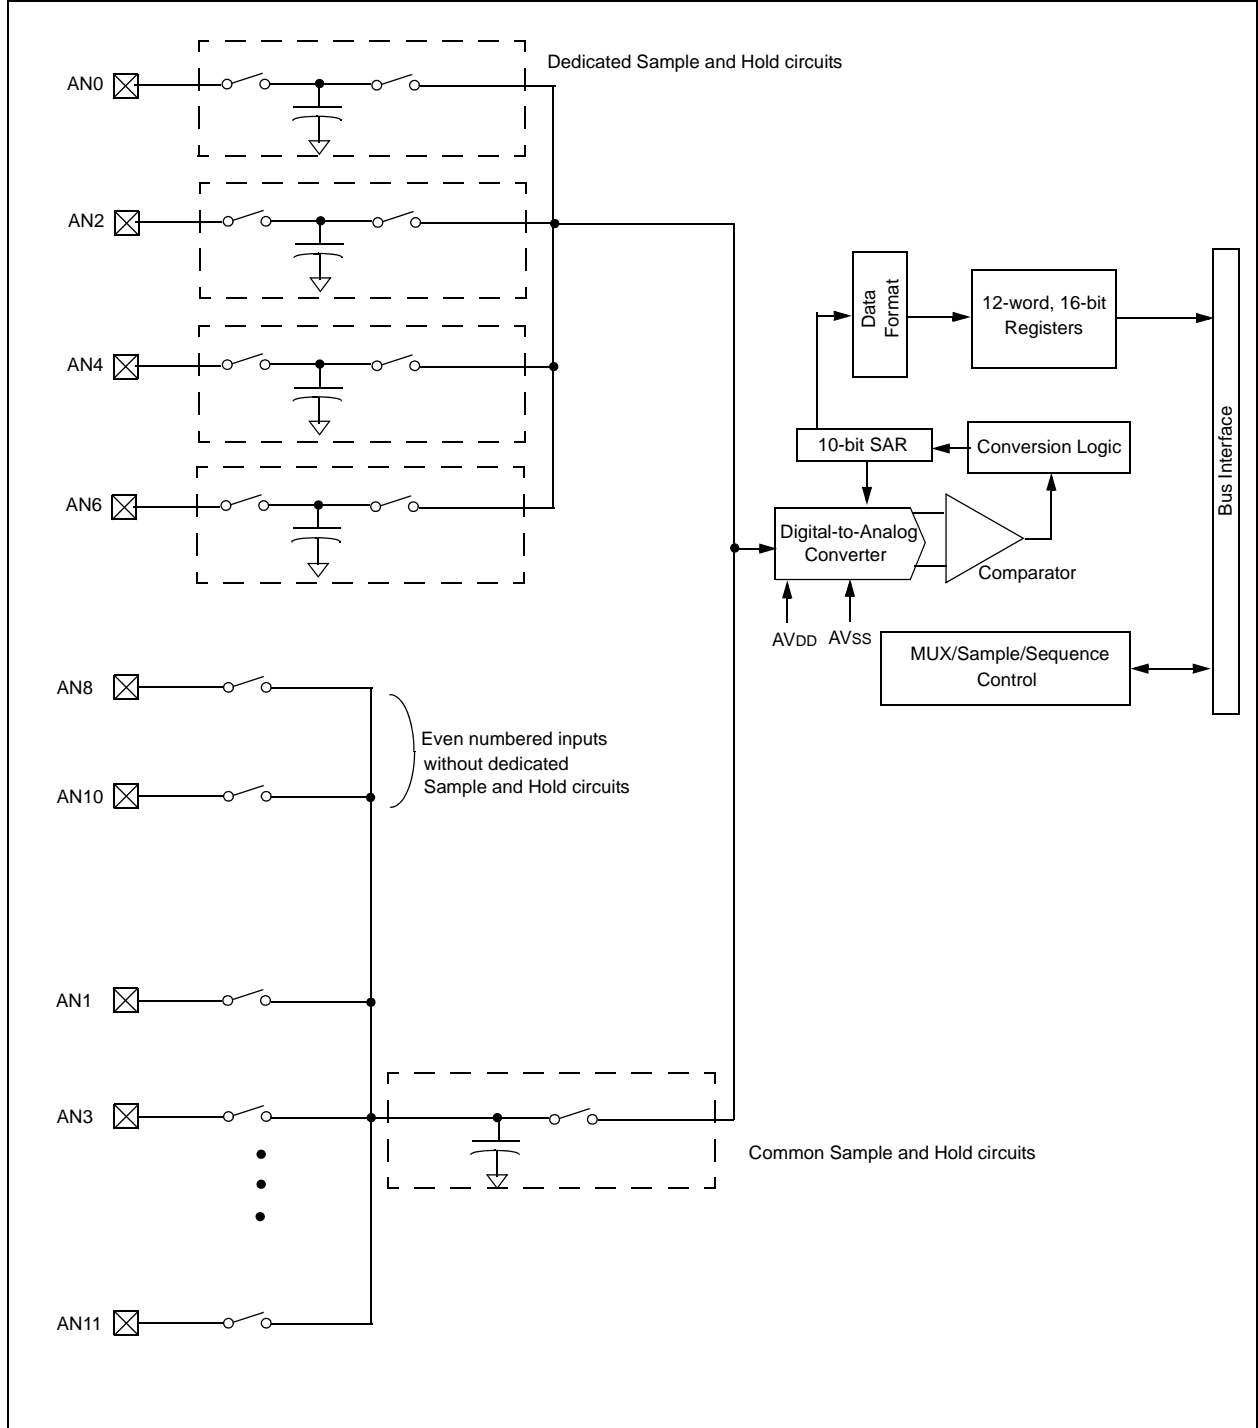 Dedicated Sample and Hold circuits
AN0
AN2
AN4
AN6
Data
Format
12-word, 16-bit
Registers
Bus Interface
10-bit SAR
Conversion Logic
Digital-to-Analog
Converter
Comparator
AVDD
AVSS
MUX/Sample/Sequence
Control
AN8
Even numbered inputs
without dedicated
Sample and Hold circuits
AN10
AN1
AN3
Common Sample and Hold circuits
AN11